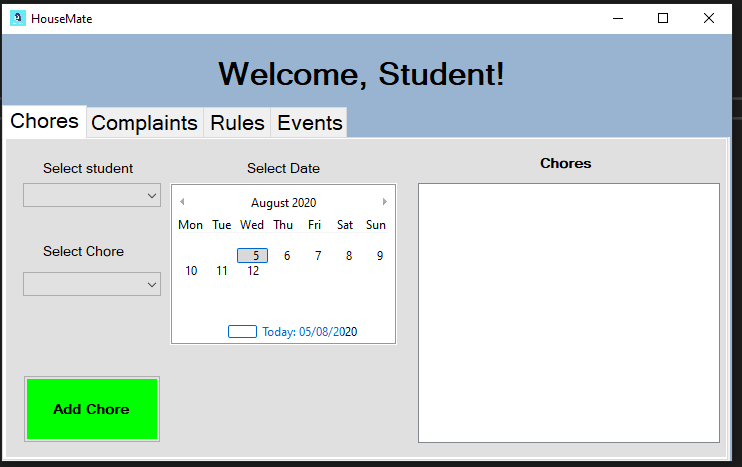 HouseMate
Welcome, Student!
Chores Complaints Rules Events
Select student
Select Chore
Add Chore
Select Date
August 2020
Mon Tue Wed Thu Fri Sat Sun
5 6 7 8 9
10 11 12
Today: 05/08/2020
Chores